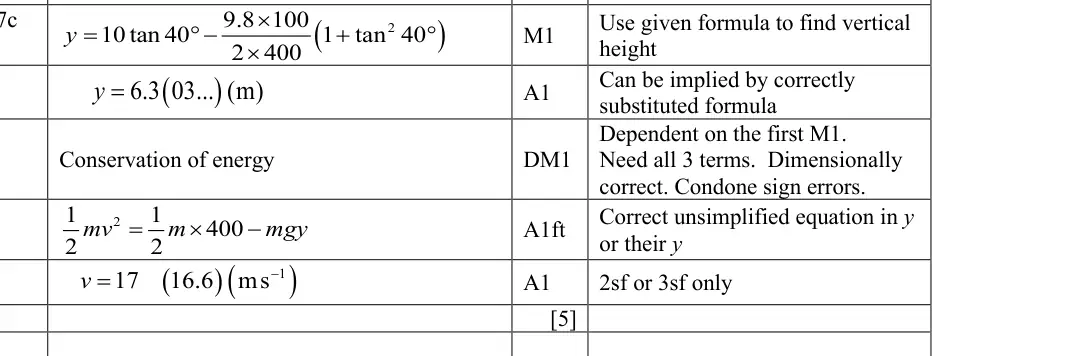 7c
y = 10 tan 40° − (9.8×100)/(2×400) (1 + tan² 40°)
M1
Use given formula to find vertical
height
y = 6.3(03...)(m)
A1
Can be implied by correctly
substituted formula
Conservation of energy
DM1
Dependent on the first M1.
Need all 3 terms. Dimensionally
correct. Condone sign errors.
1/2 mv² = 1/2 m × 400 − mgy
A1ft
Correct unsimplified equation in y
or their y
v = 17 (16.6)(m s⁻¹)
A1
2sf or 3sf only
[5]